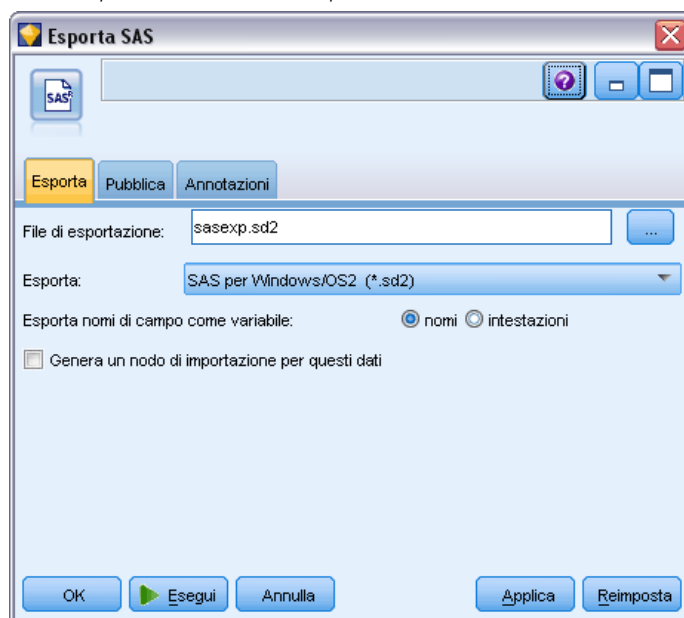 Esporta SAS
SAS
Esporta Pubblica Annotazioni
File di esportazione: sasexp.sd2 ...
Esporta: SAS per Windows/OS2 (*.sd2)
Esporta nomi di campo come variabile: nomi intestazioni
Genera un nodo di importazione per questi dati
OK Esegui Annulla Applica Reimposta